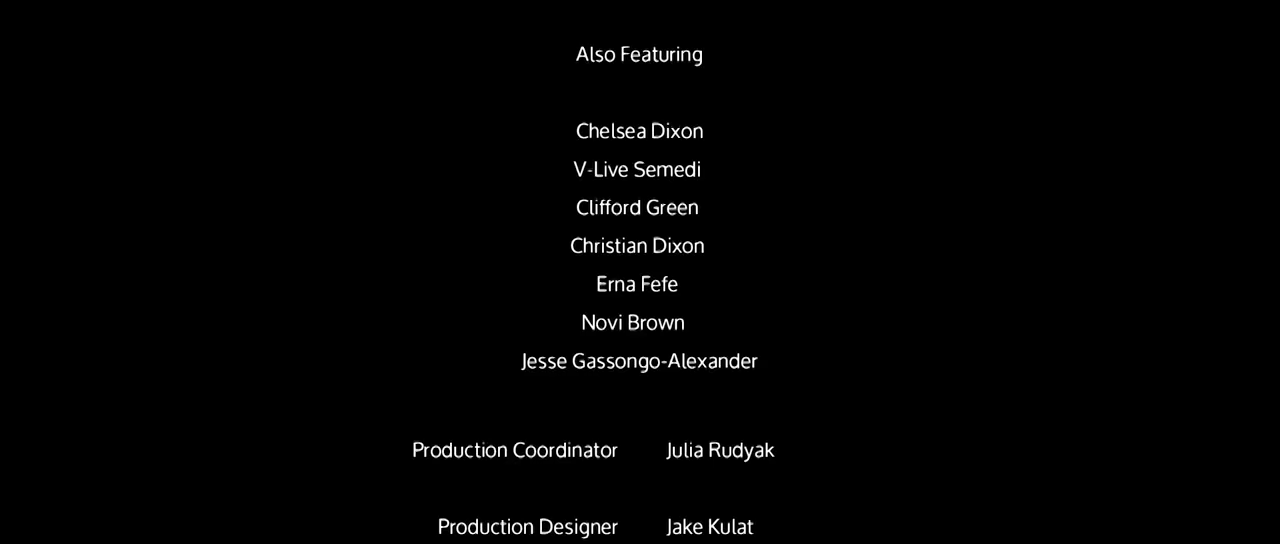 Also Featuring
Chelsea Dixon
V-Live Semedi
Clifford Green
Christian Dixon
Erna Fefe
Novi Brown
Jesse Gassongo-Alexander
Production Coordinator Julia Rudyak
Production Designer Jake Kulat